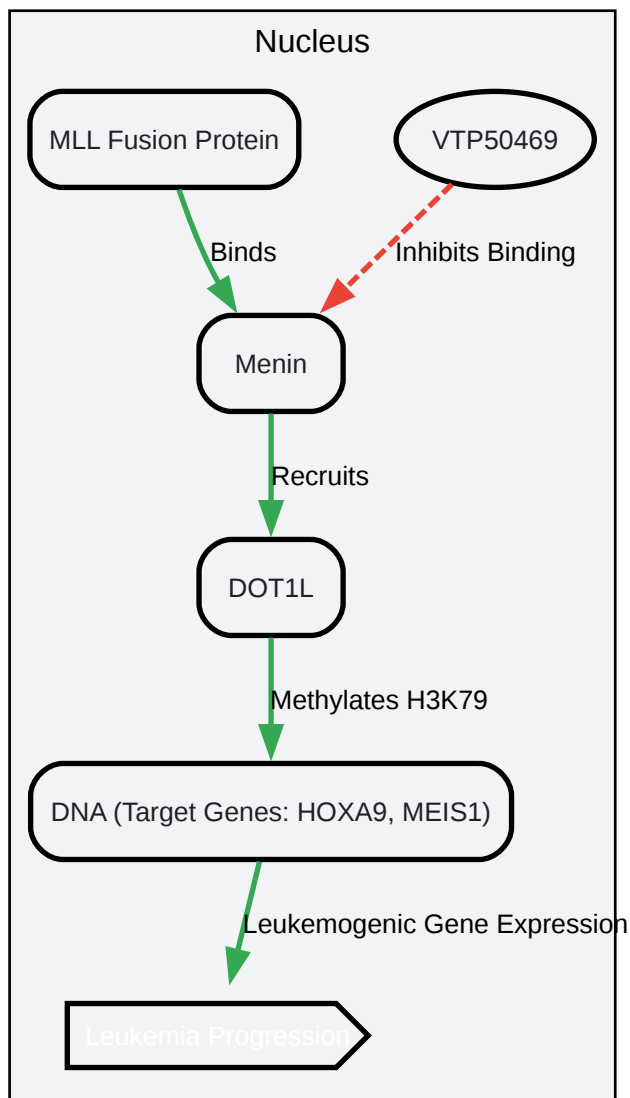 Nucleus
MLL Fusion Protein
VTP50469
Binds
Inhibits Binding
Menin
Recruits
DOT1L
Methylates H3K79
DNA (Target Genes: HOXA9, MEIS1)
Leukemogenic Gene Expression
Leukemia Progression